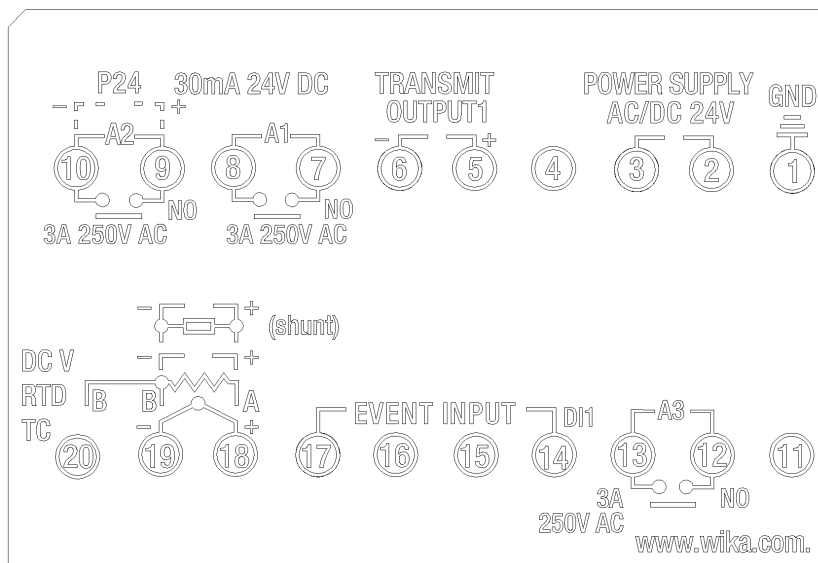 P24 30mA 24V DC
- +
A2
10 9
NO
3A 250V AC
A1
8 7
NO
3A 250V AC
TRANSMIT
OUTPUT1
- +
6 5
4
POWER SUPPLY
AC/DC 24V
3 2
GND
1
- +
(shunt)
DC V - +
RTD B B A
TC - +
20 19 18
EVENT INPUT DI1
17 16 15 14
A3
13 12
3A NO
250V AC
11
www.wika.com.